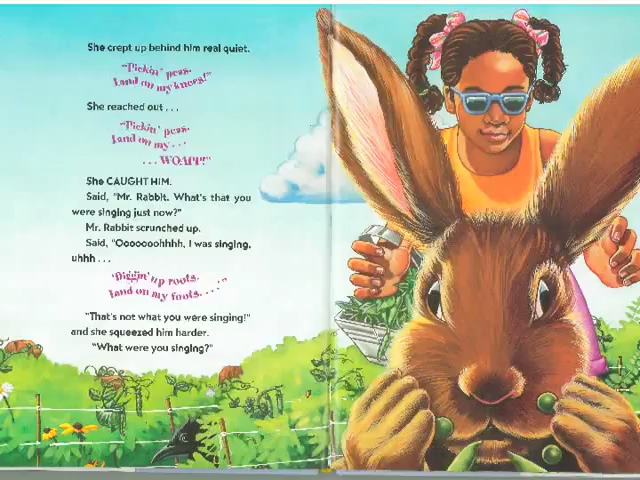 She crept up behind him real quiet.
"Pickin' peas.
Land on my knees!"
She reached out . . .
"Pickin' peas.
Land on my . . .
. . . WOAH!"
She CAUGHT HIM.
Said, "Mr. Rabbit. What's that you
were singing just now?"
Mr. Rabbit scrunched up.
Said, "Ooooooohhhh, I was singing,
uhhh . . .
'Diggin' up roots.
Land on my foots. . . .'"
"That's not what you were singing!"
and she squeezed him harder.
"What were you singing?"